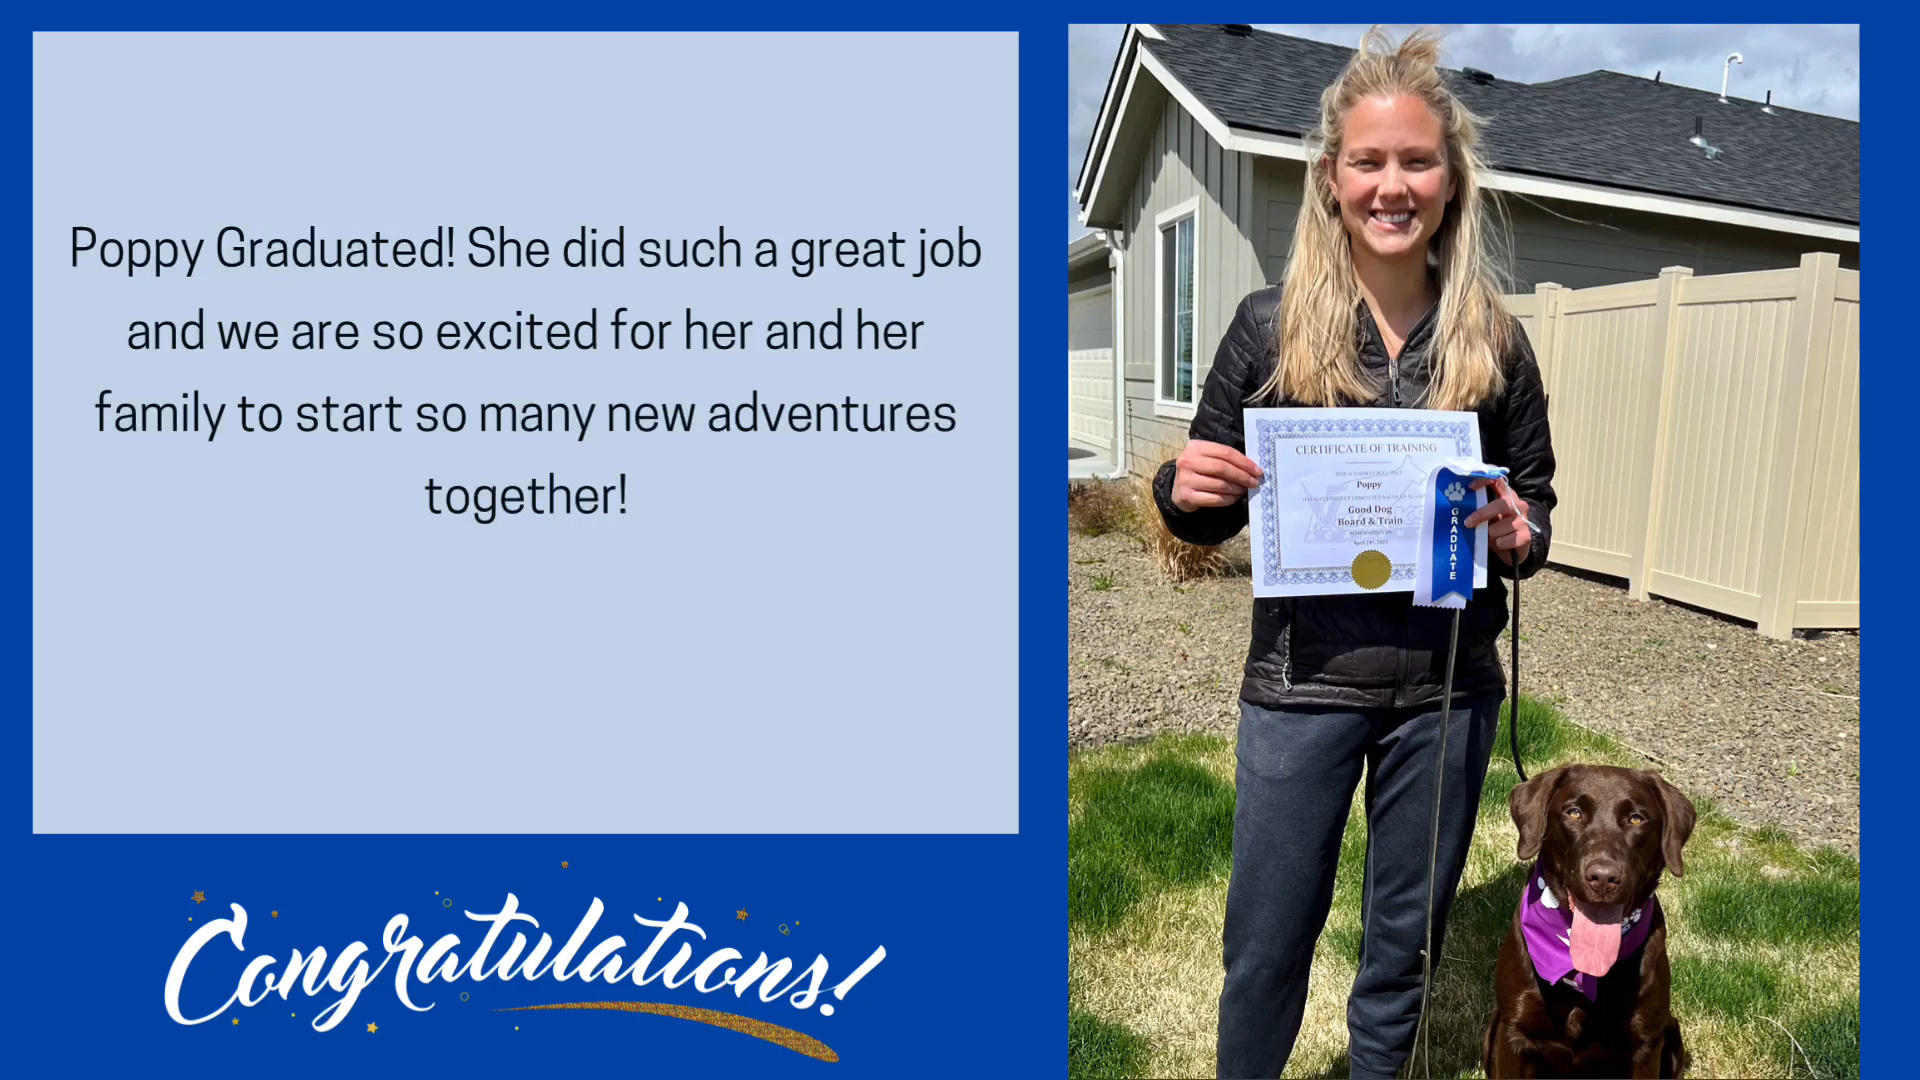 Poppy Graduated! She did such a great job
and we are so excited for her and her
family to start so many new adventures
together!
Congratulations!
CERTIFICATE OF TRAINING
Poppy
Good Dog
Board & Train
GRADUATE